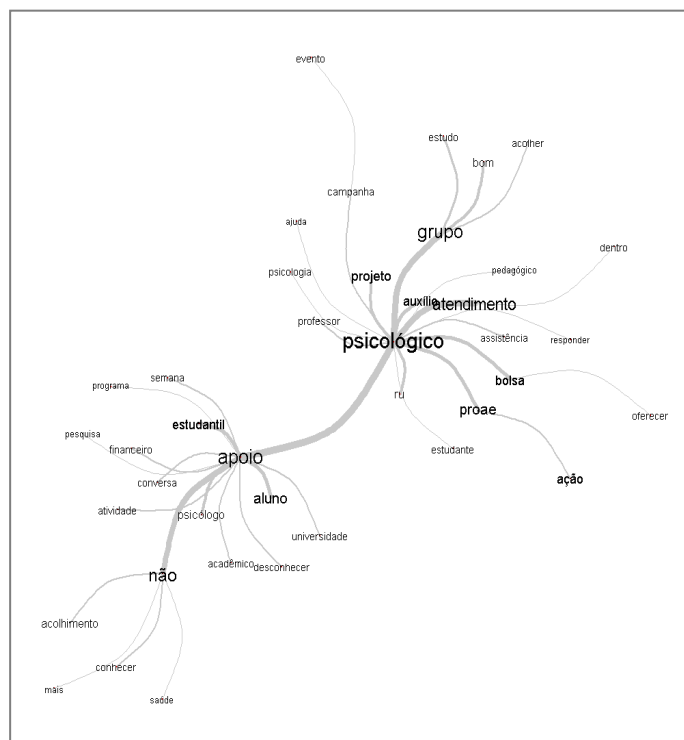 evento
estudo
acolher
bom
campanha
ajuda
grupo
dentro
psicologia
projeto
pedagógico
auxílio
atendimento
professor
psicológico
assistência
responder
semana
programa
ru
bolsa
proae
oferecer
estudantil
pesquisa
financeiro
estudante
apoio
ação
conversa
aluno
atividade
psicólogo
universidade
acadêmico
desconhecer
não
acolhimento
conhecer
mais
saúde